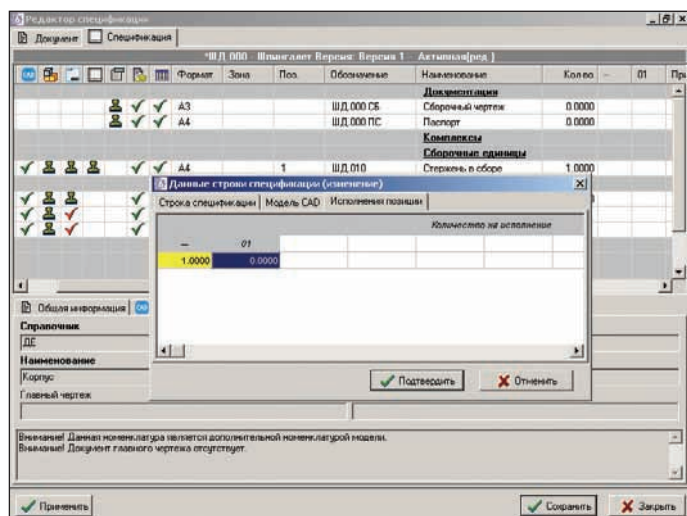 Редактор спецификации
Документ Спецификация
*ШД.000 - Шпингалет Версия: Версия 1 - Активная(ред.)
CAD Формат Зона Поз. Обозначение Наименование Кол-во – 01 При
Документация
А3 ШД.000 СБ Сборочный чертеж 0.0000
А4 ШД.000 ПС Паспорт 0.0000
Комплексы
Сборочные единицы
А4 1 ШД.010 Стержень в сборе 1.0000
Данные строки спецификации (изменение)
Строка спецификации Модель CAD Исполнения позиции
Количество на исполнение
– 01
1.0000 0.0000
Подтвердить Отменить
Общая информация CAD
Справочник
ДЕ
Наименование
Корпус
Главный чертеж
Внимание! Данная номенклатура является дополнительной номенклатурой модели.
Внимание! Документ главного чертежа отсутствует.
Применить Сохранить Закрыть